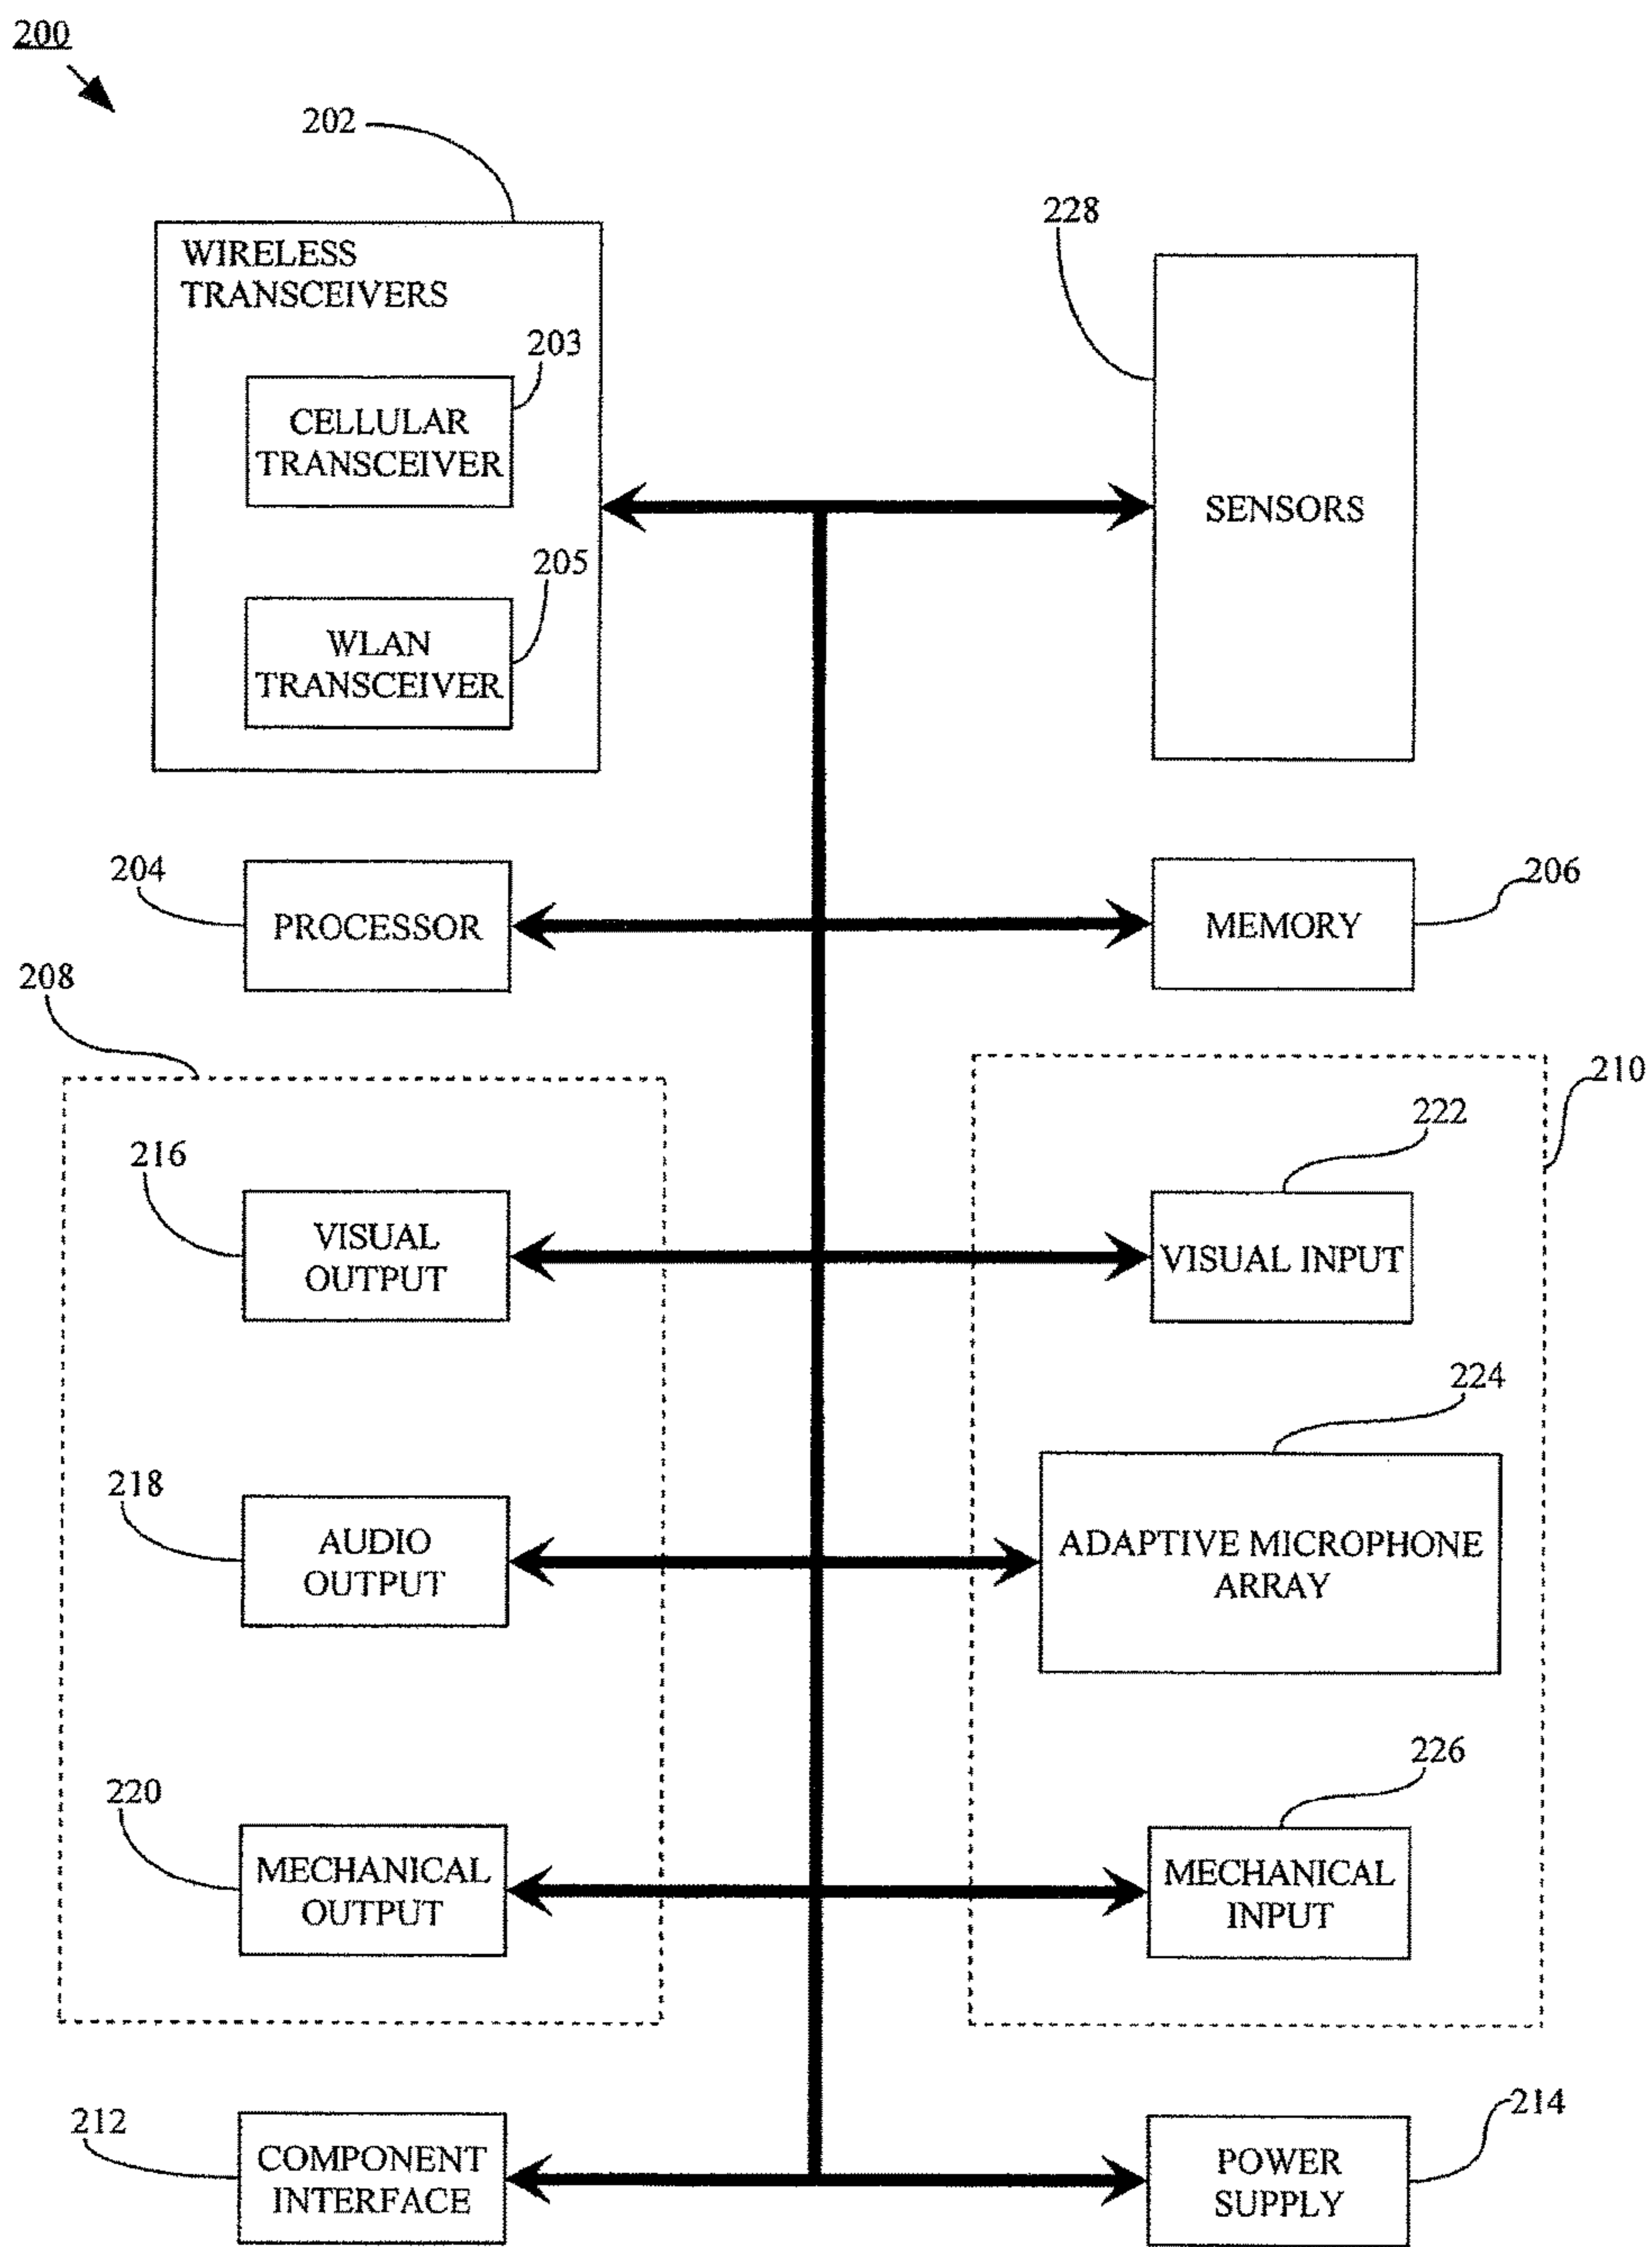 200
202
228
WIRELESS
TRANSCEIVERS
203
CELLULAR
TRANSCEIVER
SENSORS
205
WLAN
TRANSCEIVER
204
PROCESSOR
206
MEMORY
208
210
216
VISUAL
OUTPUT
222
VISUAL INPUT
224
218
AUDIO
OUTPUT
ADAPTIVE MICROPHONE
ARRAY
226
220
MECHANICAL
OUTPUT
MECHANICAL
INPUT
212
COMPONENT
INTERFACE
214
POWER
SUPPLY